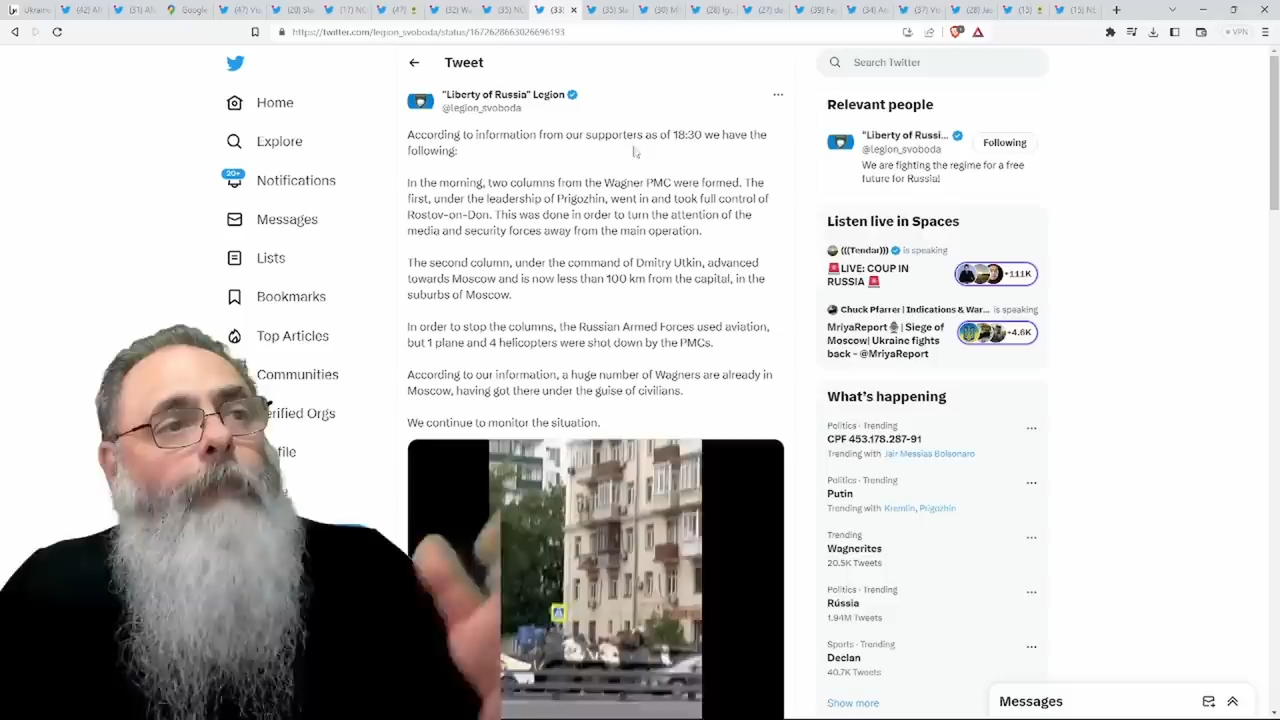 https://twitter.com/legion_svoboda/status/1672628663026696193
VPN
Home
Explore
20+
Notifications
Messages
Lists
Bookmarks
Top Articles
Communities
erified Orgs
file
Tweet
"Liberty of Russia" Legion
@legion_svoboda
According to information from our supporters as of 18:30 we have the
following:
In the morning, two columns from the Wagner PMC were formed. The
first, under the leadership of Prigozhin, went in and took full control of
Rostov-on-Don. This was done in order to turn the attention of the
media and security forces away from the main operation.
The second column, under the command of Dmitry Utkin, advanced
towards Moscow and is now less than 100 km from the capital, in the
suburbs of Moscow.
In order to stop the columns, the Russian Armed Forces used aviation,
but 1 plane and 4 helicopters were shot down by the PMCs.
According to our information, a huge number of Wagners are already in
Moscow, having got there under the guise of civilians.
We continue to monitor the situation.
Search Twitter
Relevant people
"Liberty of Russi...
@legion_svoboda
Following
We are fighting the regime for a free
future for Russia!
Listen live in Spaces
(((Tendar))) is speaking
🚨LIVE: COUP IN
RUSSIA 🚨
+111K
Chuck Pfarrer | Indications & War... is speaking
MriyaReport🎙️| Siege of
Moscow| Ukraine fights
back - @MriyaReport
+4.6K
What's happening
Politics · Trending
CPF 453.178.287-91
Trending with Jair Messias Bolsonaro
Politics · Trending
Putin
Trending with Kremlin, Prigozhin
Trending
Wagnerites
20.5K Tweets
Politics · Trending
Rússia
1.94M Tweets
Sports · Trending
Declan
40.7K Tweets
Show more
Messages